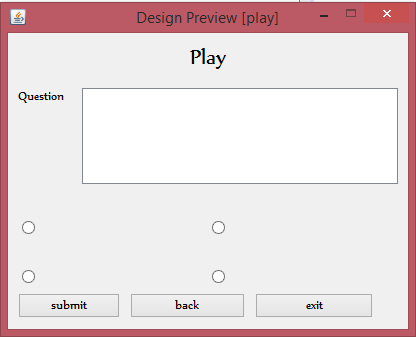 Design Preview [play]
Play
Question
submit back exit